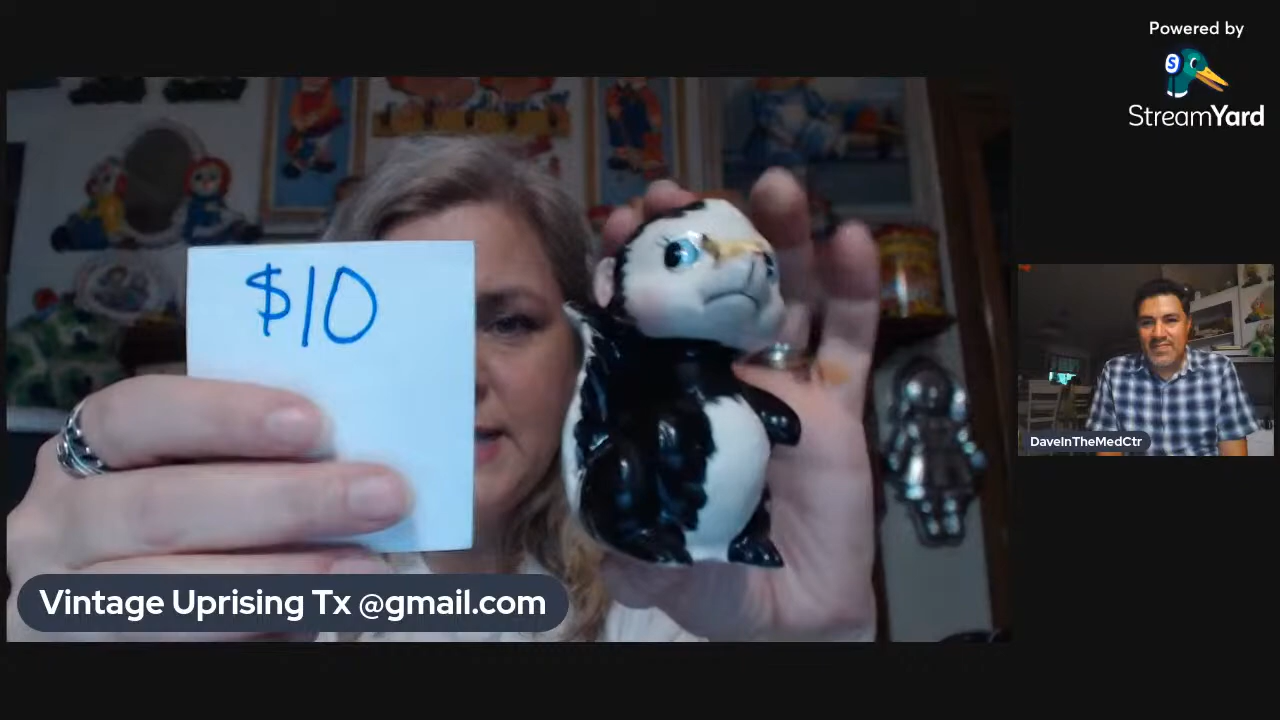 Powered by
S
StreamYard
$10
DaveInTheMedCtr
Vintage Uprising Tx @gmail.com